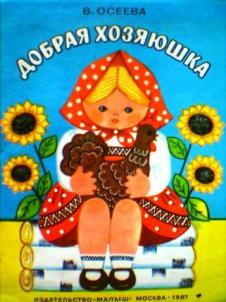 В. ОСЕЕВА
ДОБРАЯ ХОЗЯЮШКА
ИЗДАТЕЛЬСТВО «МАЛЫШ» МОСКВА · 1987